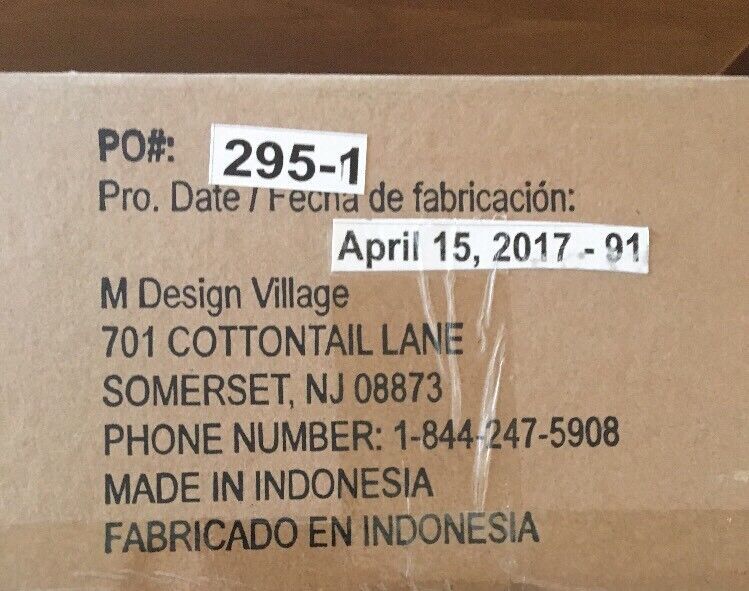 PO#: 295-1
Pro. Date / Fecha de fabricación:
April 15, 2017 - 91
M Design Village
701 COTTONTAIL LANE
SOMERSET, NJ 08873
PHONE NUMBER: 1-844-247-5908
MADE IN INDONESIA
FABRICADO EN INDONESIA